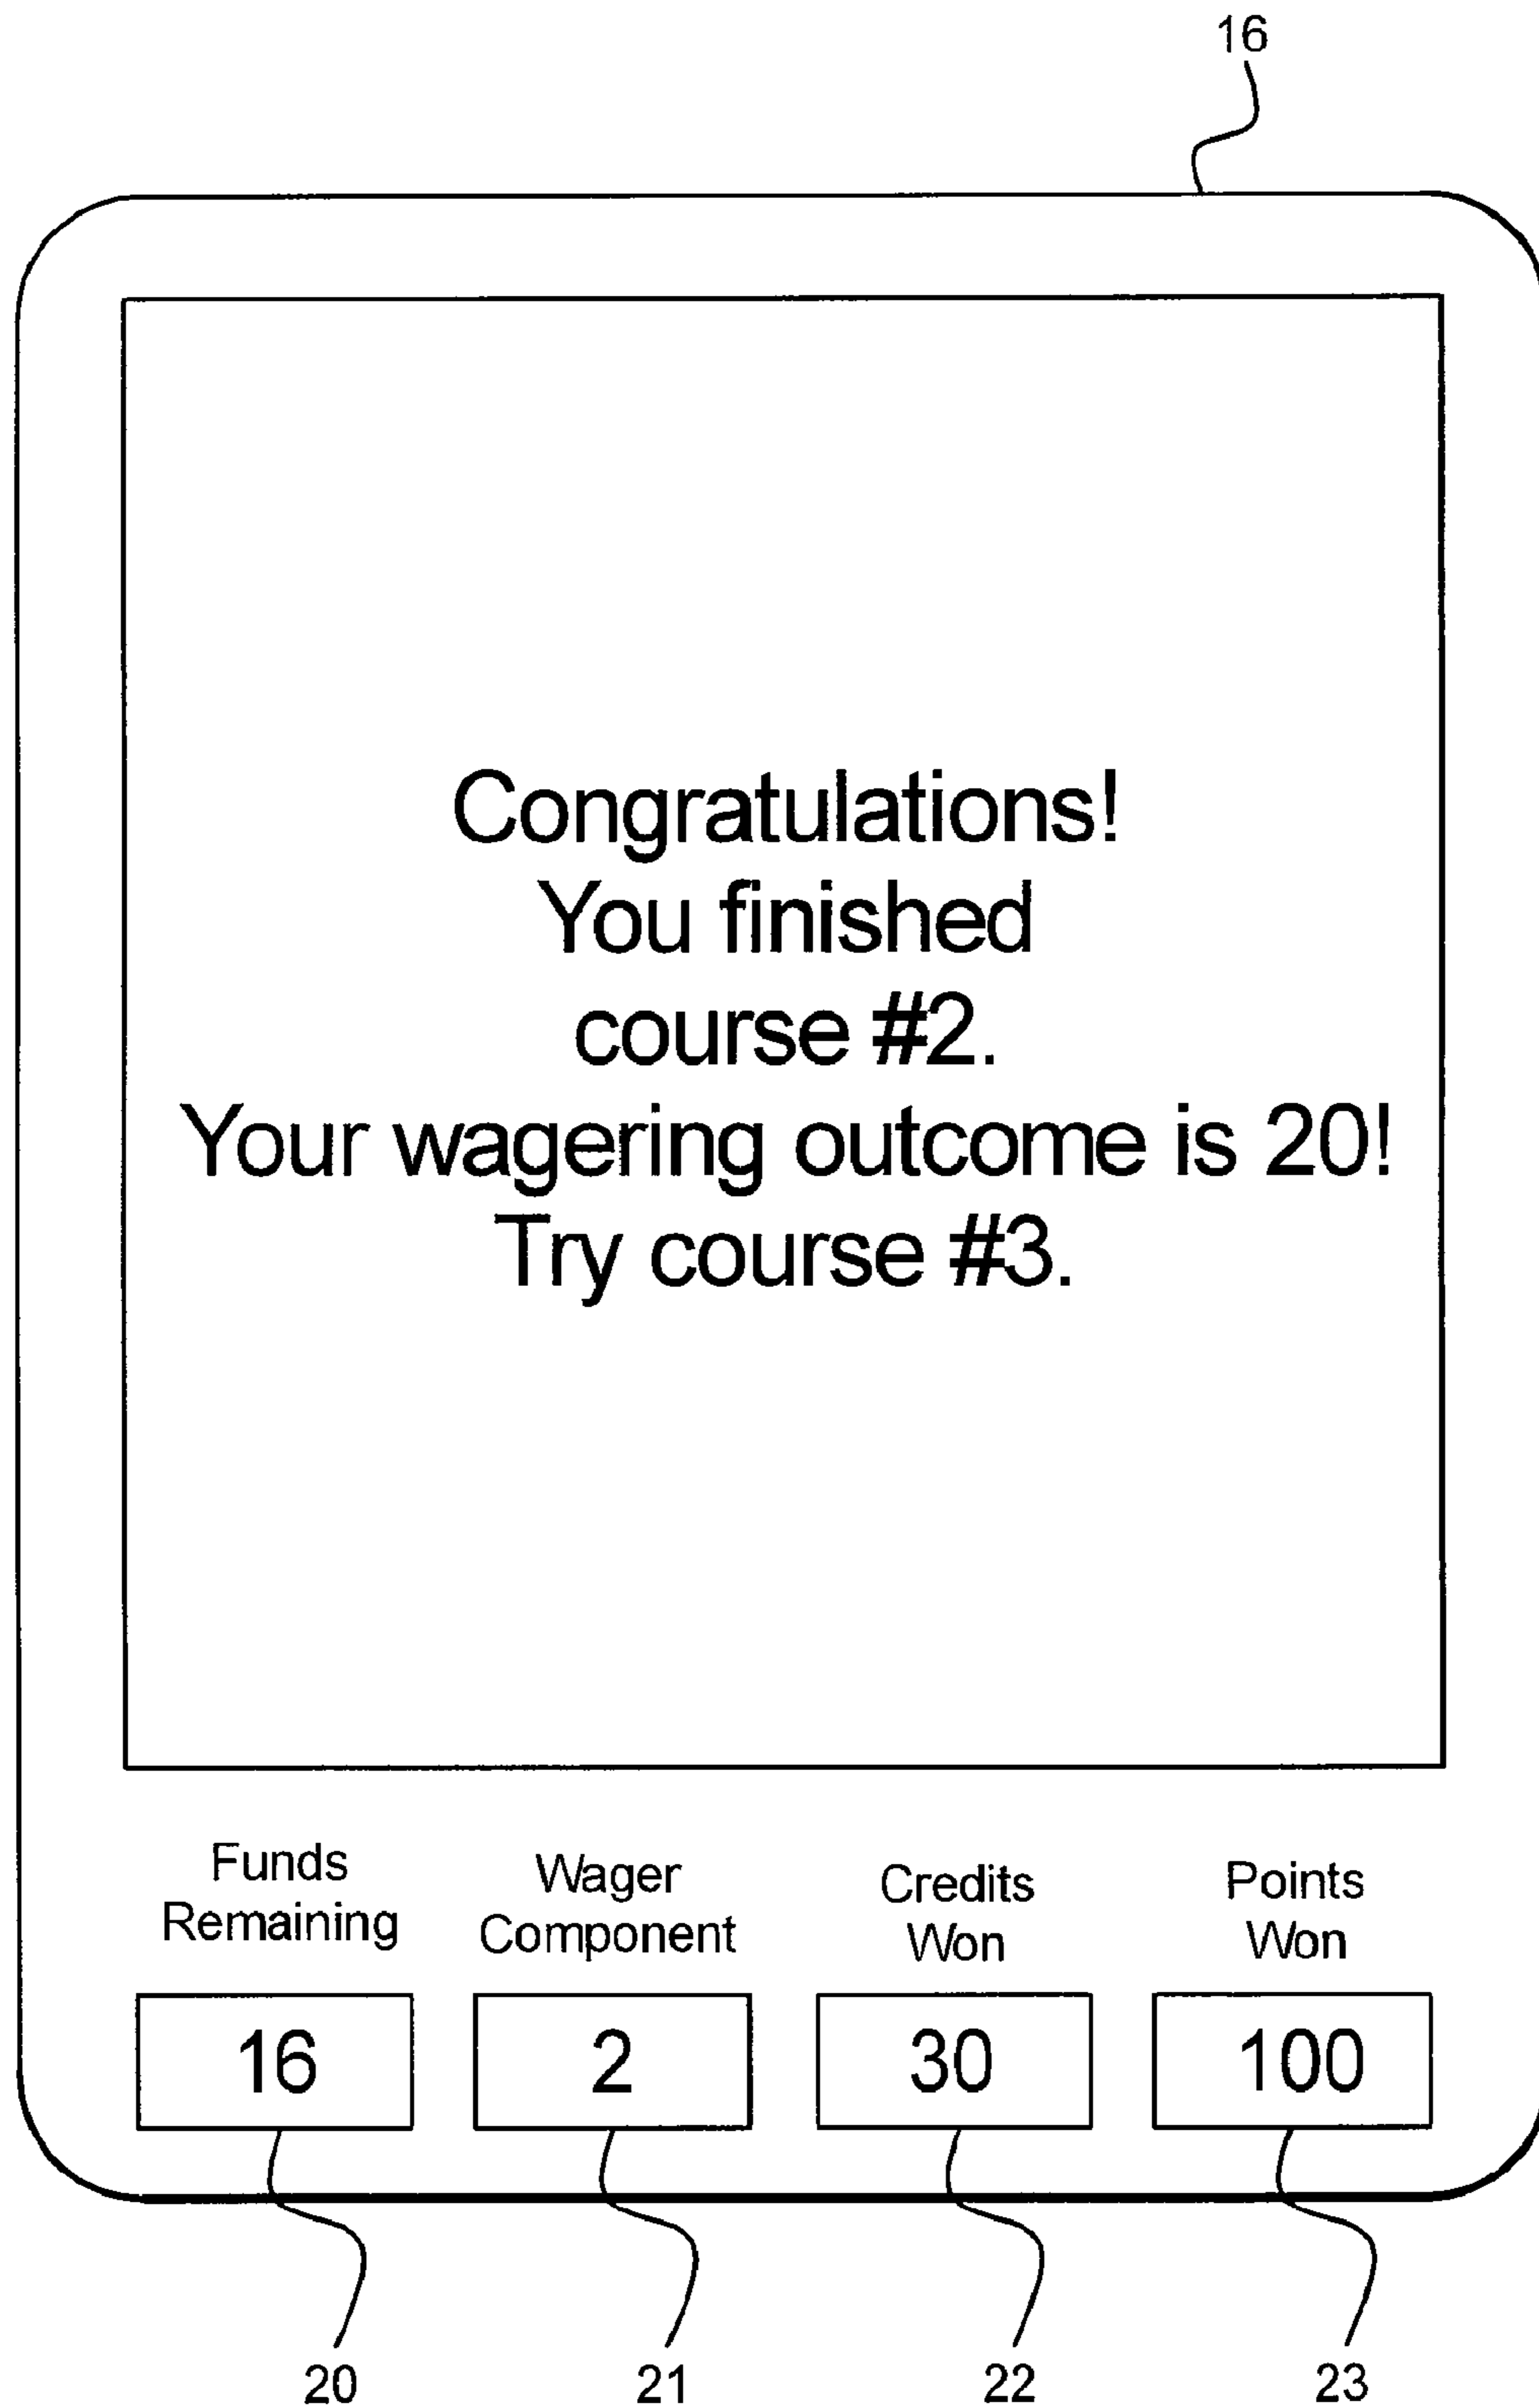 16
Congratulations!
You finished
course #2.
Your wagering outcome is 20!
Try course #3.
Funds
Remaining
Wager
Component
Credits
Won
Points
Won
16
2
30
100
20
21
22
23